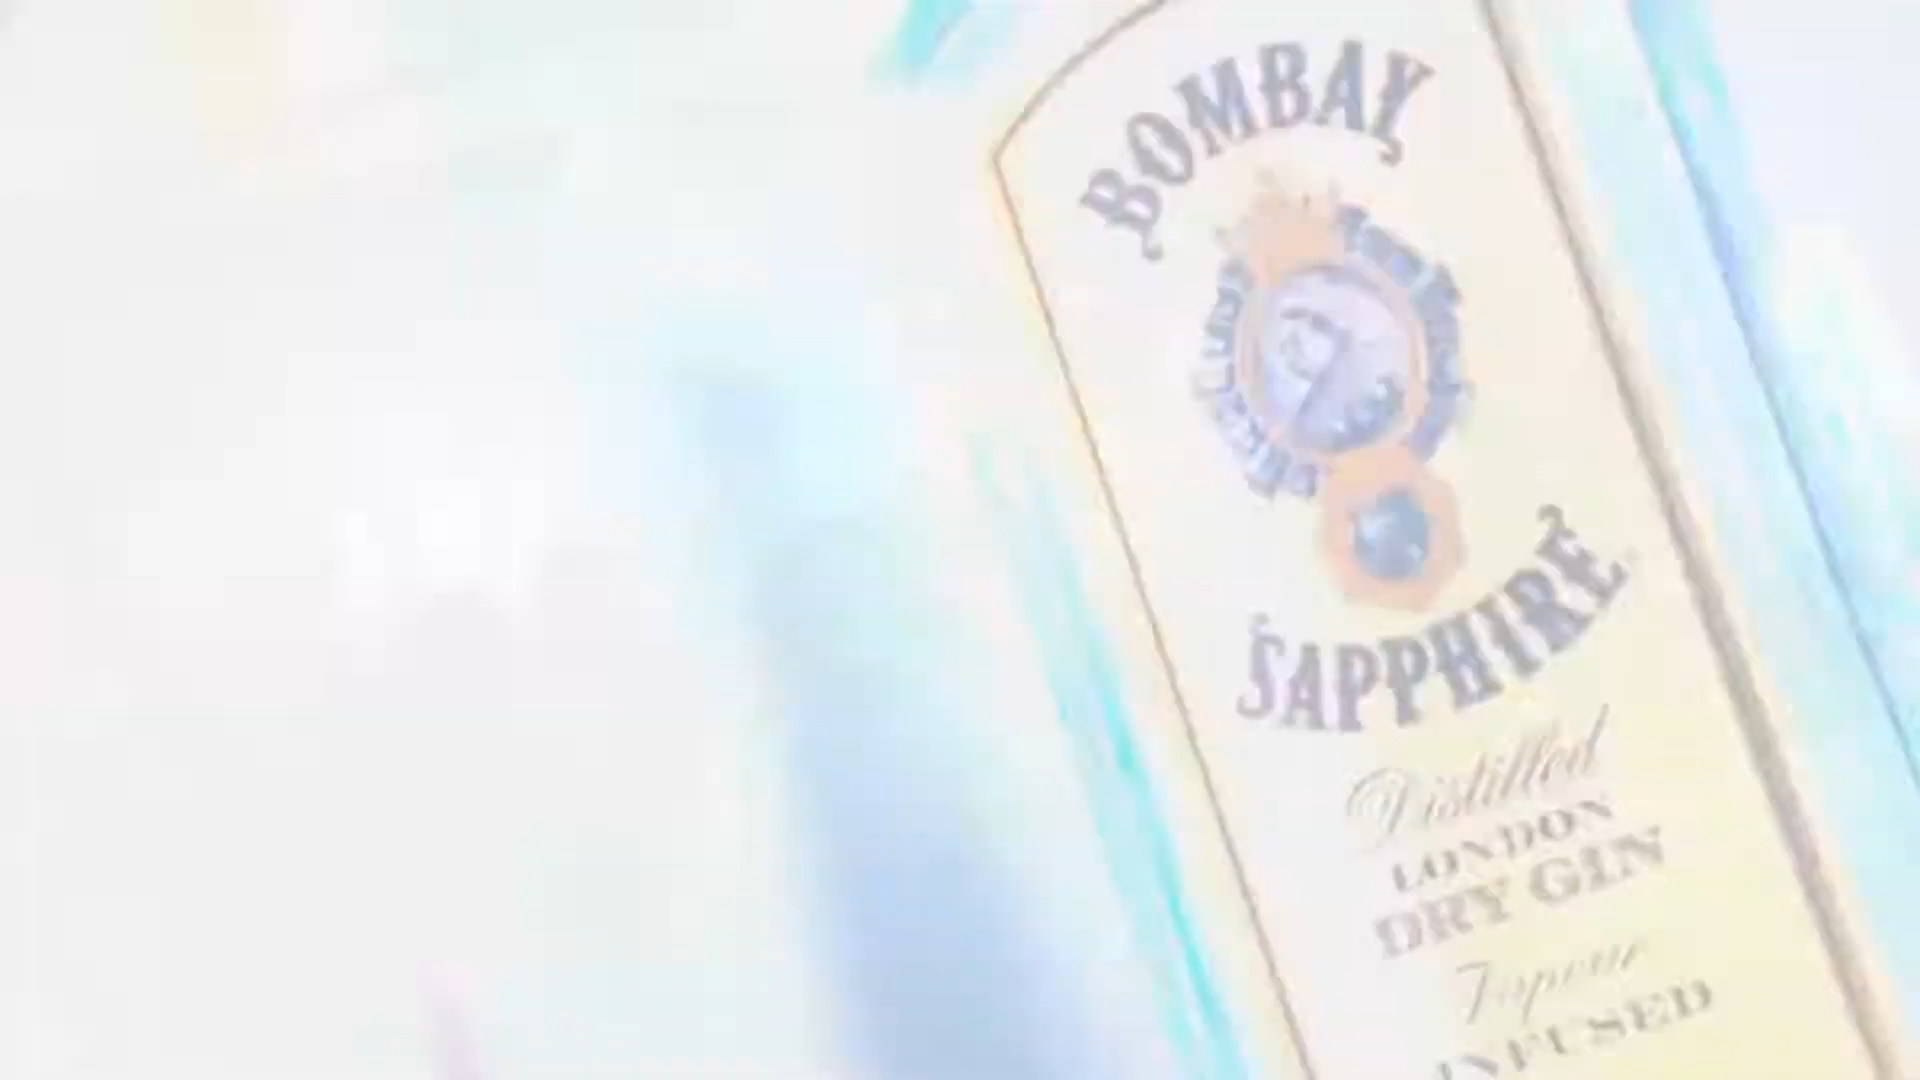 BOMBAY
SAPPHIRE
Distilled
LONDON
DRY GIN
Vapour
INFUSED